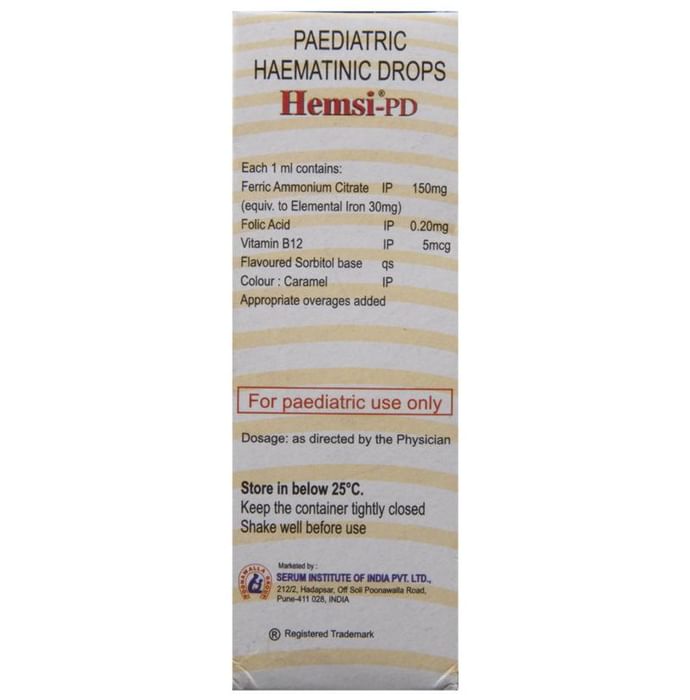 PAEDIATRIC
HAEMATINIC DROPS
Hemsi®-PD
Each 1 ml contains:
Ferric Ammonium Citrate IP 150mg
(equiv. to Elemental Iron 30mg)
Folic Acid IP 0.20mg
Vitamin B12 IP 5mcg
Flavoured Sorbitol base qs
Colour : Caramel IP
Appropriate overages added
For paediatric use only
Dosage: as directed by the Physician
Store in below 25°C.
Keep the container tightly closed
Shake well before use
Marketed by :
SERUM INSTITUTE OF INDIA PVT. LTD.,
212/2, Hadapsar, Off Soli Poonawalla Road,
Pune-411 028, INDIA
POONAWALLA GROUP
® Registered Trademark